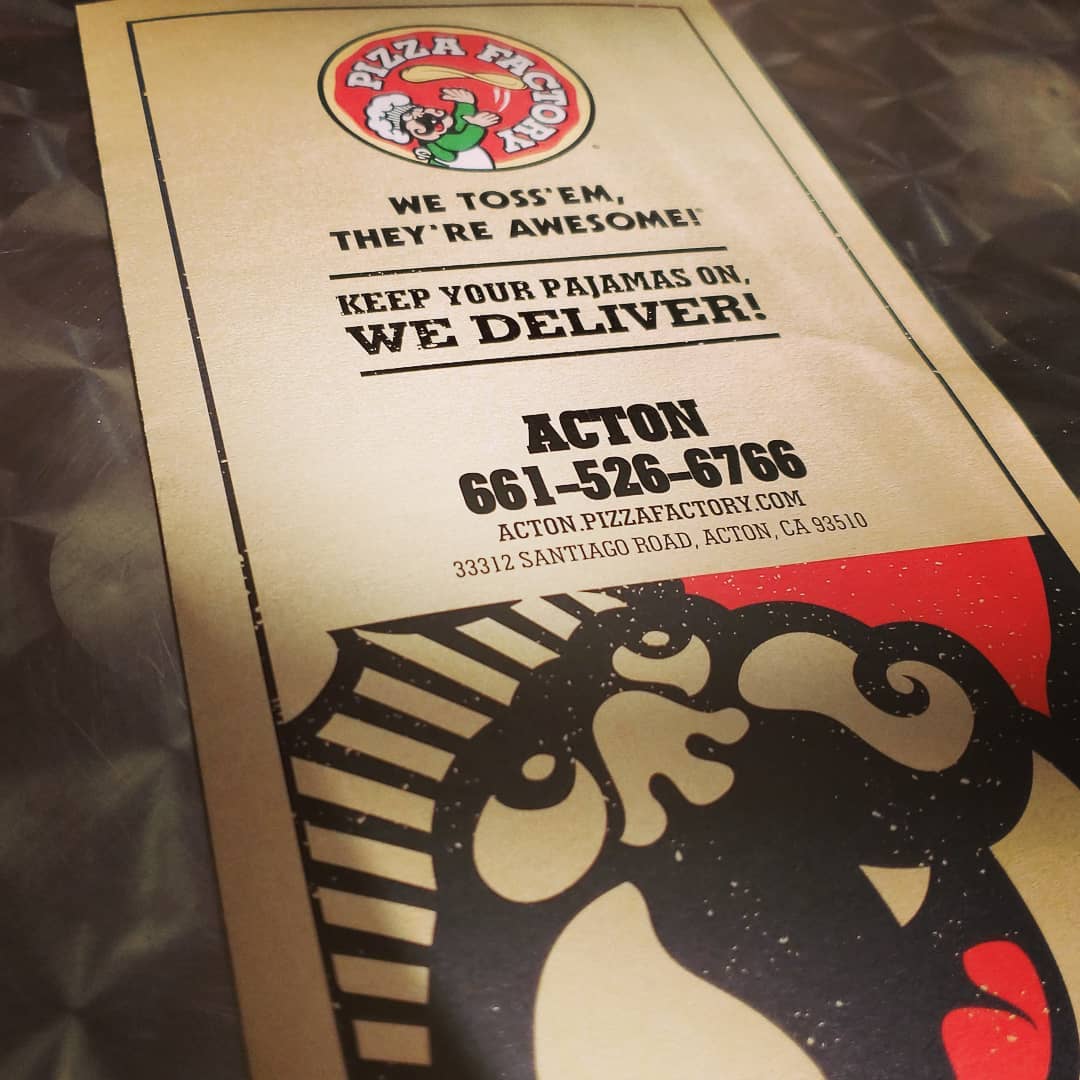 PIZZA FACTORY
WE TOSS'EM,
THEY'RE AWESOME!
KEEP YOUR PAJAMAS ON,
WE DELIVER!
ACTON
661-526-6766
ACTON.PIZZAFACTORY.COM
33312 SANTIAGO ROAD, ACTON, CA 93510